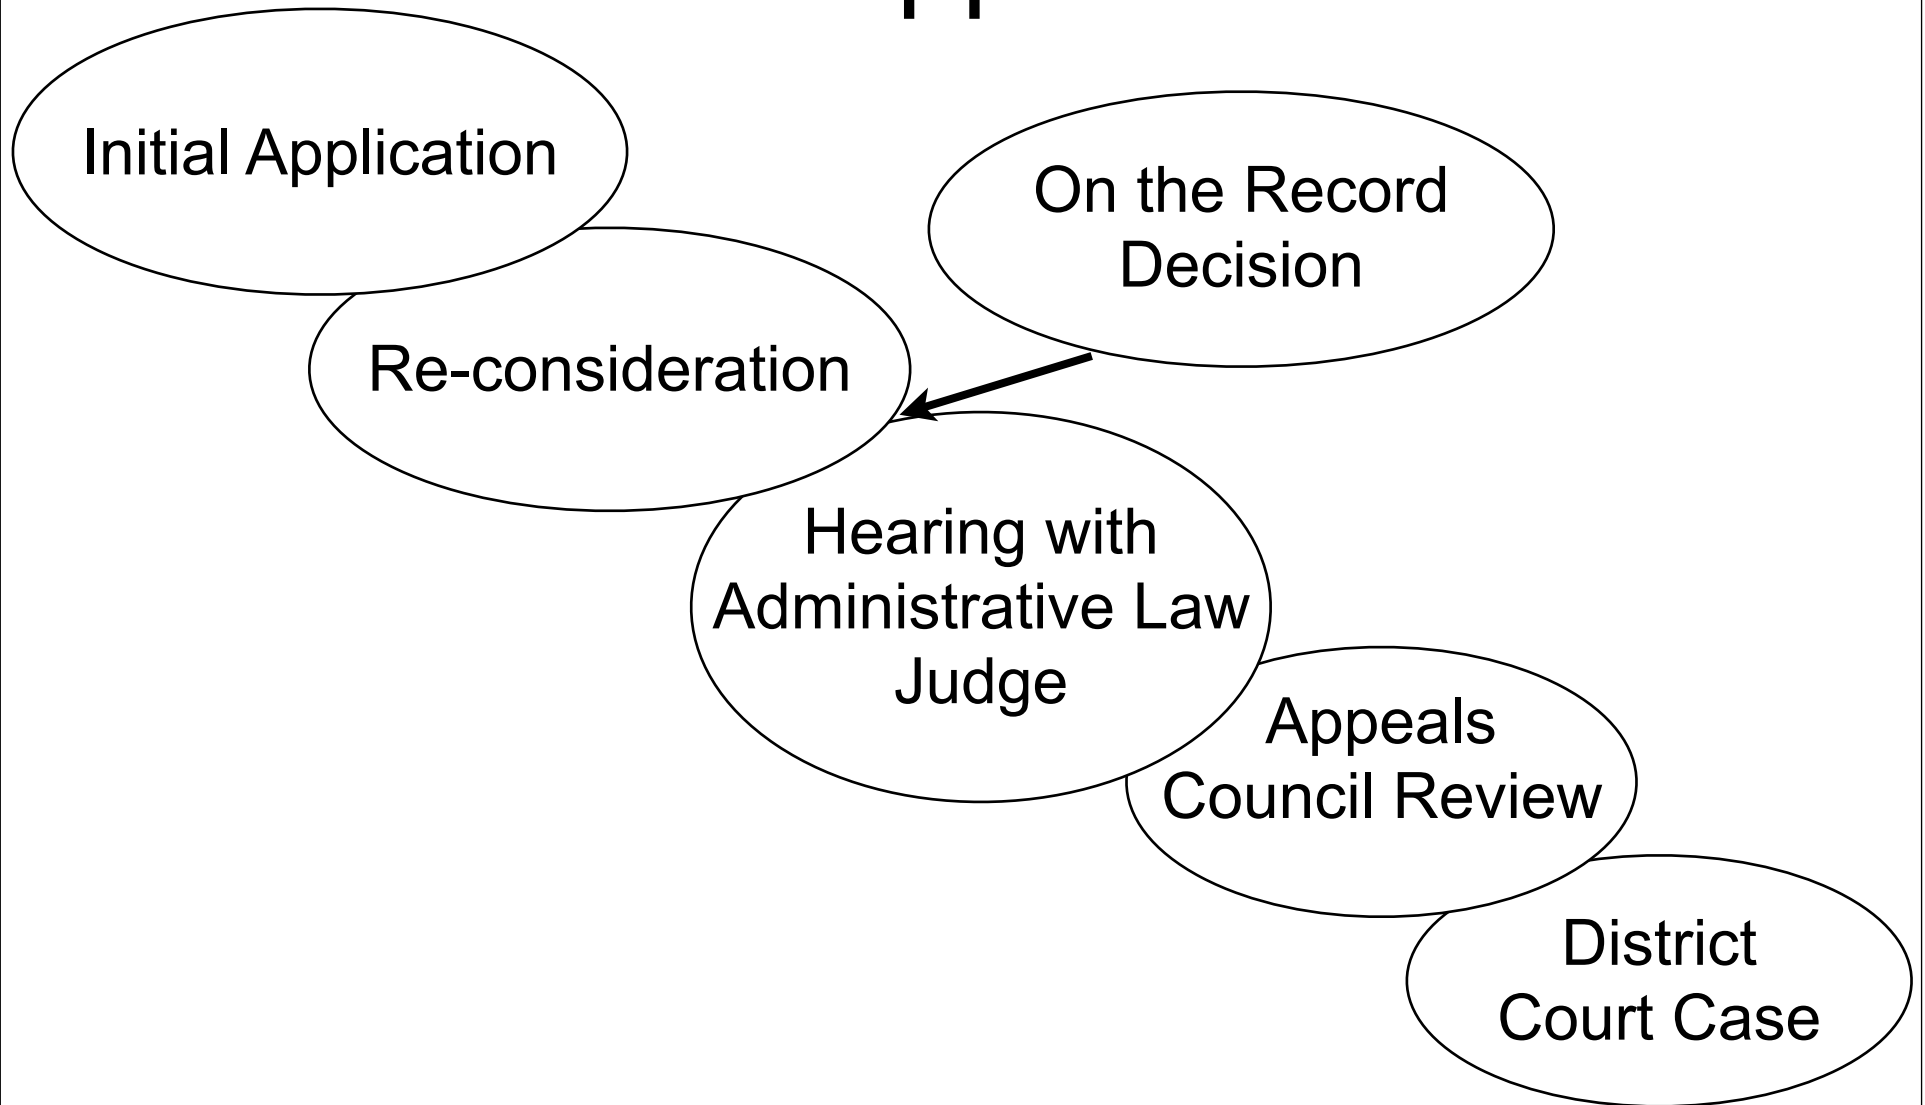 Initial Application
On the Record
Decision
Re-consideration
Hearing with
Administrative Law
Judge
Appeals
Council Review
District
Court Case